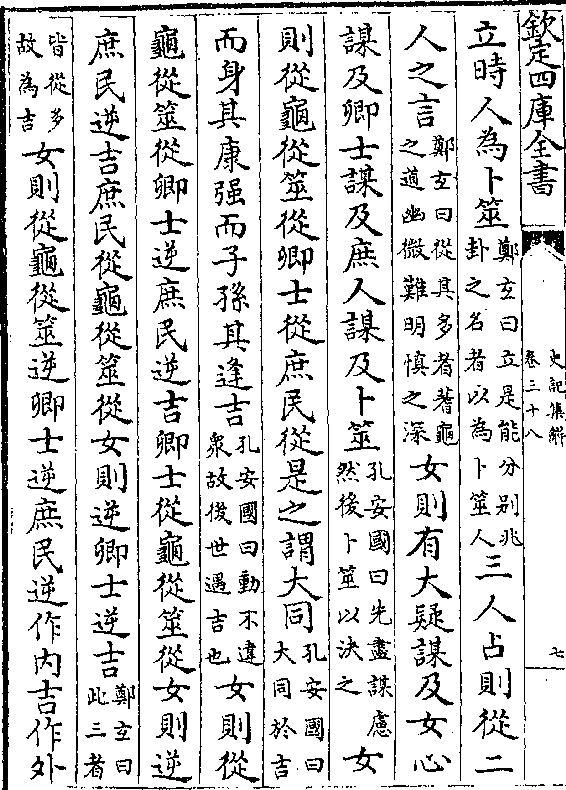 欽定四庫全書
史記集解
卷三十八
七
立時人為卜筮鄭玄曰立是能分别兆卦之名者以為卜筮人三人占則從二
人之言鄭玄曰從其多者蓍龜之道幽微難明慎之深女則有大疑謀及女心
謀及卿士謀及庶人謀及卜筮孔安國曰先盡謀慮然後卜筮以決之女
則從龜從筮從卿士從庶民從是之謂大同孔安國曰大同於吉
而身其康强而子孫其逢吉孔安國曰動不違衆故後世遇吉也女則從
龜從筮從卿士逆庶民逆吉卿士從龜從筮從女則逆
庶民逆吉庶民從龜從筮從女則逆卿士逆吉鄭玄曰此三者
皆從多故為吉女則從龜從筮逆卿士逆庶民逆作内吉作外